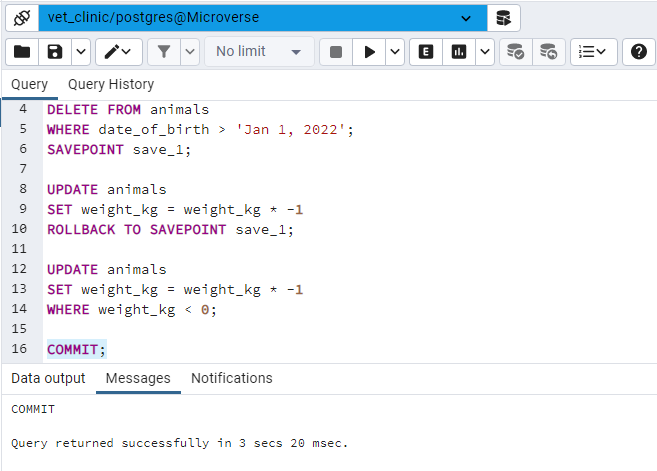 vet_clinic/postgres@Microverse
No limit
E
Query Query History
4 DELETE FROM animals
5 WHERE date_of_birth > 'Jan 1, 2022';
6 SAVEPOINT save_1;
7
8 UPDATE animals
9 SET weight_kg = weight_kg * -1
10 ROLLBACK TO SAVEPOINT save_1;
11
12 UPDATE animals
13 SET weight_kg = weight_kg * -1
14 WHERE weight_kg < 0;
15
16 COMMIT;
Data output Messages Notifications
COMMIT
Query returned successfully in 3 secs 20 msec.